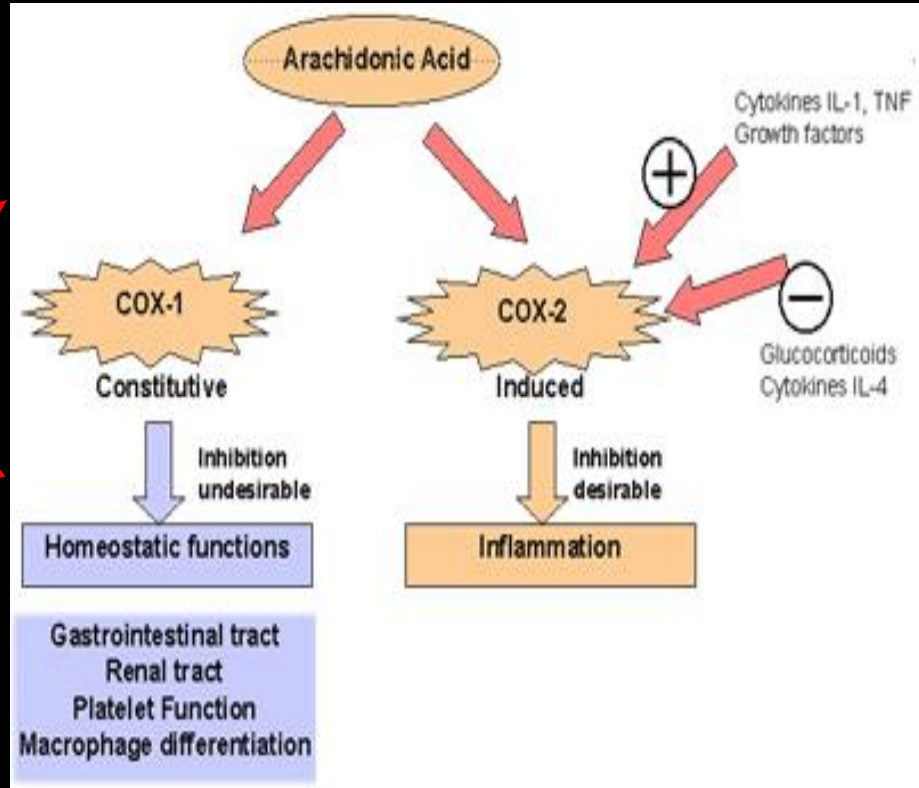 Arachidonic Acid
Cytokines IL-1, TNF
Growth factors
+
COX-1
COX-2
−
Glucocorticoids
Cytokines IL-4
Constitutive
Induced
Inhibition
undesirable
Inhibition
desirable
Homeostatic functions
Inflammation
Gastrointestinal tract
Renal tract
Platelet Function
Macrophage differentiation